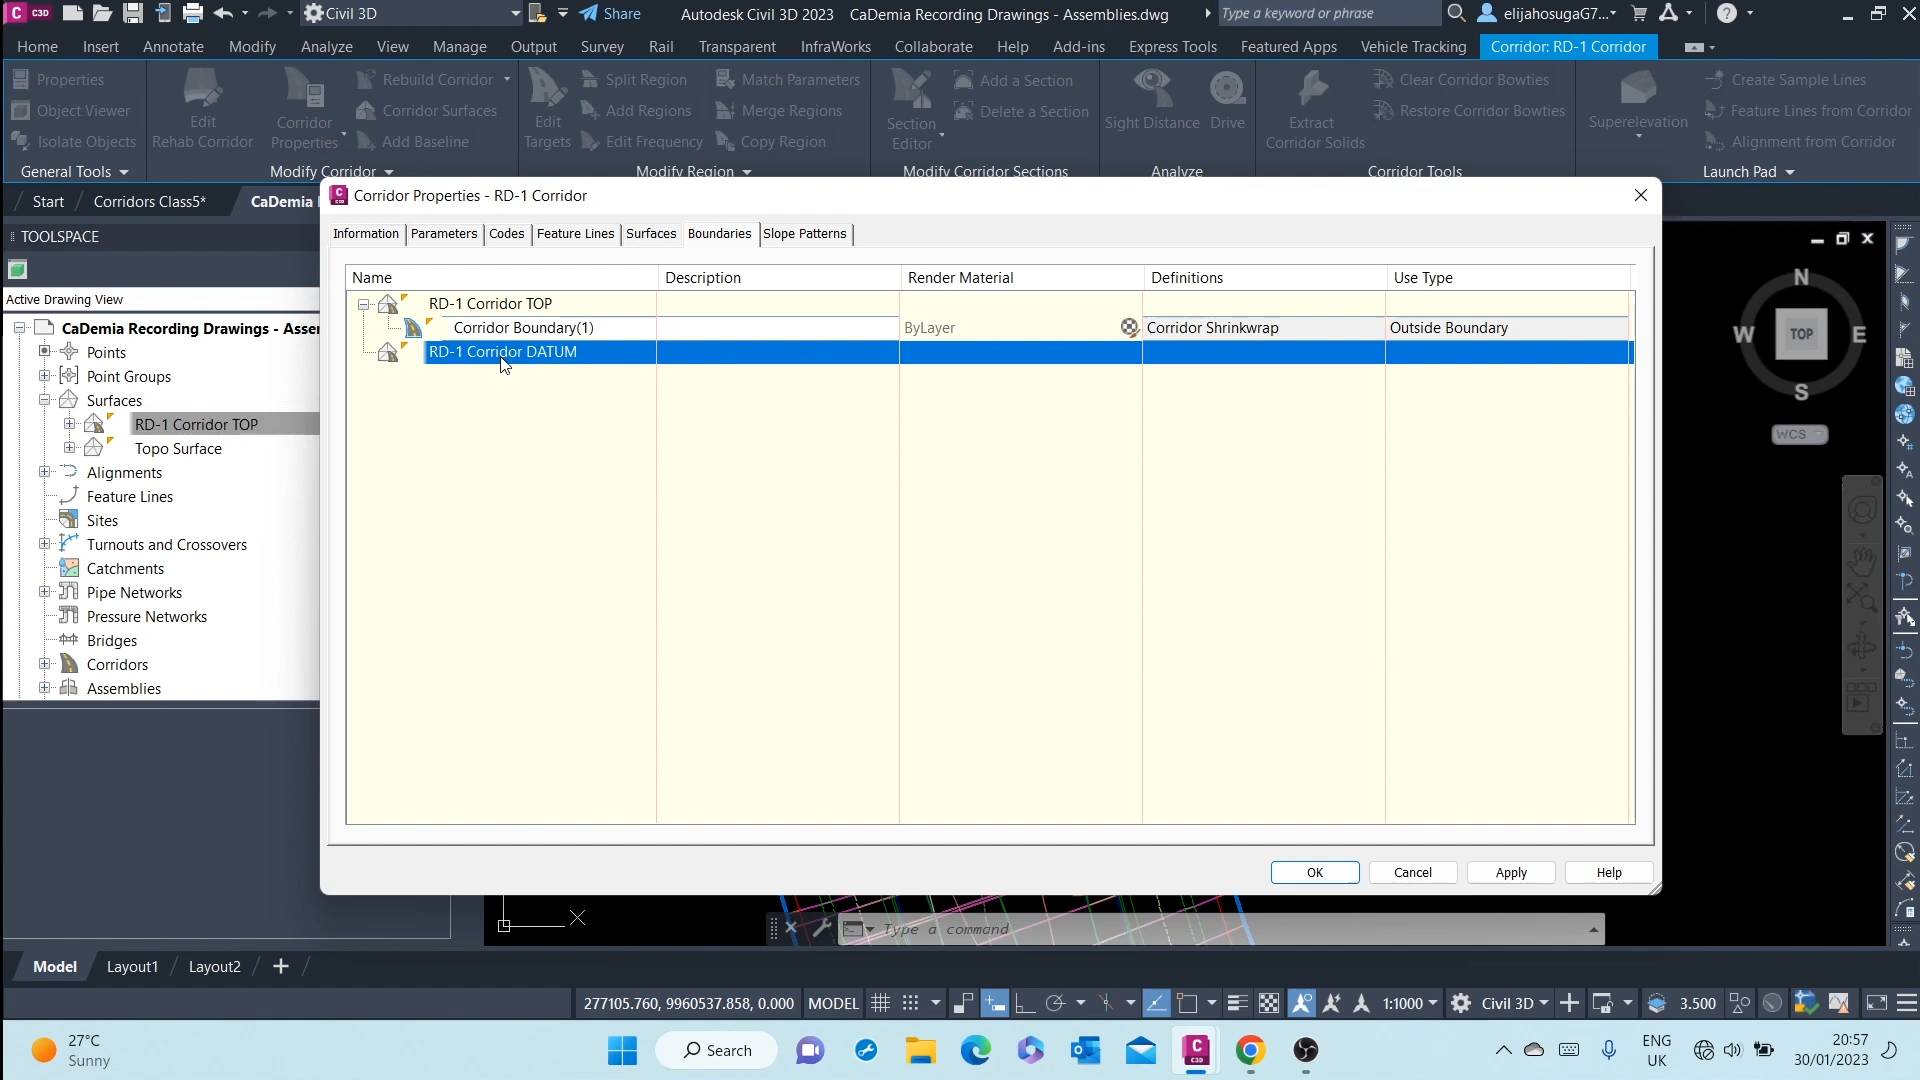 C3D Civil 3D Share Autodesk Civil 3D 2023 CaDemia Recording Drawings - Assemblies.dwg Type a keyword or phrase elijahosugaG7...
Home Insert Annotate Modify Analyze View Manage Output Survey Rail Transparent InfraWorks Collaborate Help Add-ins Express Tools Featured Apps Vehicle Tracking Corridor: RD-1 Corridor
Properties Rebuild Corridor Split Region Match Parameters Add a Section Clear Corridor Bowties Create Sample Lines
Object Viewer Edit Rehab Corridor Corridor Properties Corridor Surfaces Edit Targets Add Regions Merge Regions Section Editor Delete a Section Sight Distance Drive Extract Corridor Solids Restore Corridor Bowties Superelevation Feature Lines from Corridor
Isolate Objects Add Baseline Edit Frequency Copy Region Alignment from Corridor
General Tools Modify Corridor Modify Region Modify Corridor Sections Analyze Corridor Tools Launch Pad
Start Corridors Class5* CaDemia
Corridor Properties - RD-1 Corridor
TOOLSPACE
Information Parameters Codes Feature Lines Surfaces Boundaries Slope Patterns
Name Description Render Material Definitions Use Type
RD-1 Corridor TOP
Corridor Boundary(1) ByLayer Corridor Shrinkwrap Outside Boundary
RD-1 Corridor DATUM
Active Drawing View
CaDemia Recording Drawings - Asser
Points
Point Groups
Surfaces
RD-1 Corridor TOP
Topo Surface
Alignments
Feature Lines
Sites
Turnouts and Crossovers
Catchments
Pipe Networks
Pressure Networks
Bridges
Corridors
Assemblies
N
W TOP E
S
WCS
OK Cancel Apply Help
Type a command
Model Layout1 Layout2
277105.760, 9960537.858, 0.000 MODEL 1:1000 Civil 3D 3.500
27°C
Sunny
Search
ENG
UK
20:57
30/01/2023